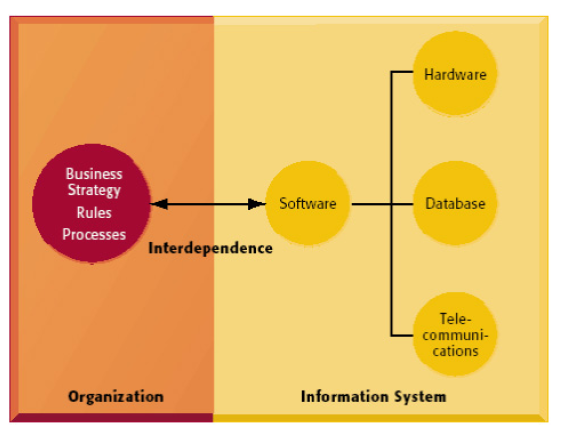 Business
Strategy
Rules
Processes
Interdependence
Software
Hardware
Database
Tele-
communi-
cations
Organization
Information System